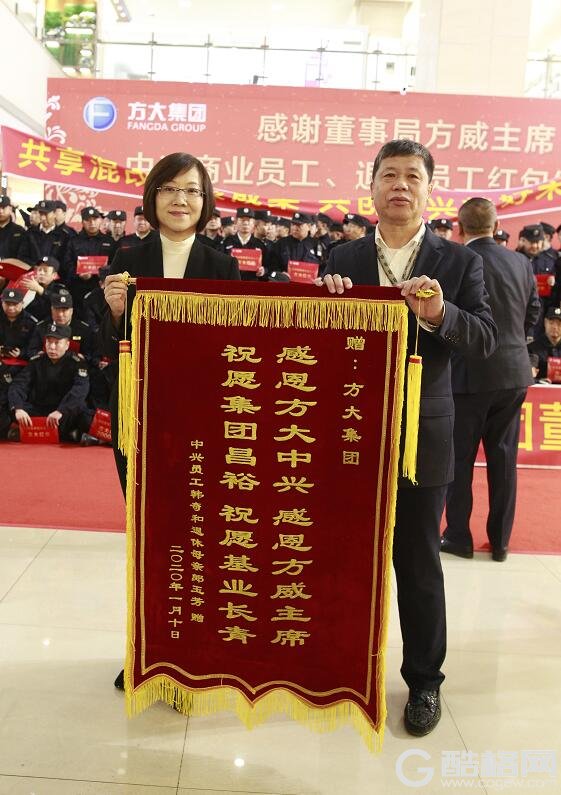 方大集团
FANGDA GROUP
感谢董事局方威主席
商业员工、
员工红包
共享混改
赠：方大集团
感恩方大中兴 感恩方威主席
祝愿集团昌裕 祝愿基业长青
中兴员工韩奇和退休母亲郎玉芳 赠
二〇二〇年一月十日
酷格网
www.cogow.com